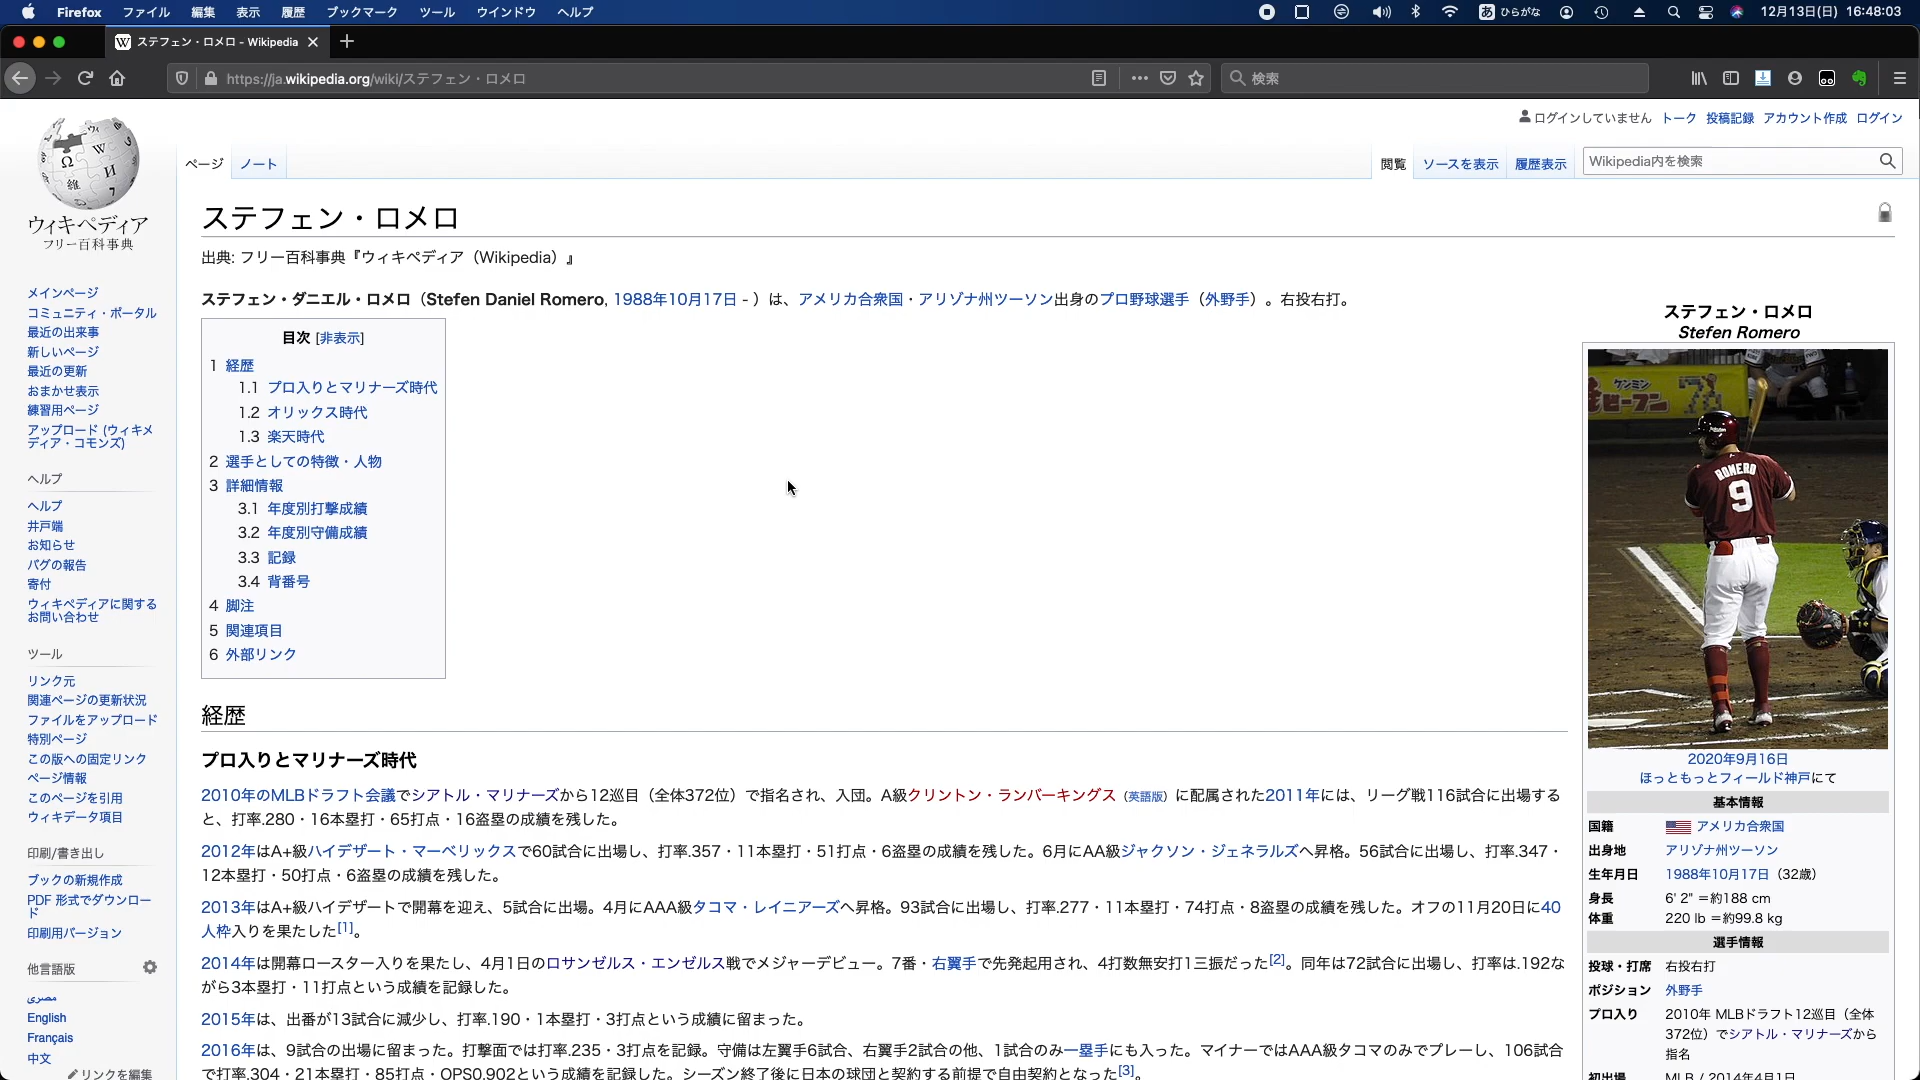 Firefox ファイル 編集 表示 履歴 ブックマーク ツール ウインドウ ヘルプ
あ ひらがな 12月13日(日) 16:48:03
ステフェン・ロメロ - Wikipedia
https://ja.wikipedia.org/wiki/ステフェン・ロメロ
検索
ログインしていません トーク 投稿記録 アカウント作成 ログイン
ページ ノート
閲覧 ソースを表示 履歴表示 Wikipedia内を検索
ウィキペディア
フリー百科事典
メインページ
コミュニティ・ポータル
最近の出来事
新しいページ
最近の更新
おまかせ表示
練習用ページ
アップロード (ウィキメ
ディア・コモンズ)
ヘルプ
ヘルプ
井戸端
お知らせ
バグの報告
寄付
ウィキペディアに関する
お問い合わせ
ツール
リンク元
関連ページの更新状況
ファイルをアップロード
特別ページ
この版への固定リンク
ページ情報
このページを引用
ウィキデータ項目
印刷/書き出し
ブックの新規作成
PDF 形式でダウンロー
ド
印刷用バージョン
他言語版
مصرى
English
Français
中文
リンクを編集
ステフェン・ロメロ
出典: フリー百科事典『ウィキペディア（Wikipedia）』
ステフェン・ダニエル・ロメロ（Stefen Daniel Romero, 1988年10月17日 - ）は、アメリカ合衆国・アリゾナ州ツーソン出身のプロ野球選手（外野手）。右投右打。
目次 [非表示]
1 経歴
1.1 プロ入りとマリナーズ時代
1.2 オリックス時代
1.3 楽天時代
2 選手としての特徴・人物
3 詳細情報
3.1 年度別打撃成績
3.2 年度別守備成績
3.3 記録
3.4 背番号
4 脚注
5 関連項目
6 外部リンク
経歴
プロ入りとマリナーズ時代
2010年のMLBドラフト会議でシアトル・マリナーズから12巡目（全体372位）で指名され、入団。A級クリントン・ランバーキングス（英語版）に配属された2011年には、リーグ戦116試合に出場する
と、打率.280・16本塁打・65打点・16盗塁の成績を残した。
2012年はA+級ハイデザート・マーベリックスで60試合に出場し、打率.357・11本塁打・51打点・6盗塁の成績を残した。6月にAA級ジャクソン・ジェネラルズへ昇格。56試合に出場し、打率.347・
12本塁打・50打点・6盗塁の成績を残した。
2013年はA+級ハイデザートで開幕を迎え、5試合に出場。4月にAAA級タコマ・レイニアーズへ昇格。93試合に出場し、打率.277・11本塁打・74打点・8盗塁の成績を残した。オフの11月20日に40
人枠入りを果たした[1]。
2014年は開幕ロースター入りを果たし、4月1日のロサンゼルス・エンゼルス戦でメジャーデビュー。7番・右翼手で先発起用され、4打数無安打1三振だった[2]。同年は72試合に出場し、打率は.192な
がら3本塁打・11打点という成績を記録した。
2015年は、出番が13試合に減少し、打率.190・1本塁打・3打点という成績に留まった。
2016年は、9試合の出場に留まった。打撃面では打率.235・3打点を記録。守備は左翼手6試合、右翼手2試合の他、1試合のみ一塁手にも入った。マイナーではAAA級タコマのみでプレーし、106試合
で打率.304・21本塁打・85打点・OPS0.902という成績を記録した。シーズン終了後に日本の球団と契約する前提で自由契約となった[3]。
ステフェン・ロメロ
Stefen Romero
ケンミン
ROMERO
9
2020年9月16日
ほっともっとフィールド神戸にて
基本情報
国籍 アメリカ合衆国
出身地 アリゾナ州ツーソン
生年月日 1988年10月17日（32歳）
身長 6' 2" =約188 cm
体重 220 lb =約99.8 kg
選手情報
投球・打席 右投右打
ポジション 外野手
プロ入り 2010年 MLBドラフト12巡目（全体
372位）でシアトル・マリナーズから
指名
初出場 MLB / 2014年4月1日